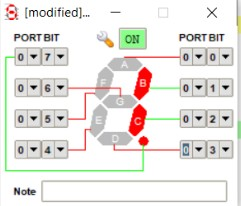 [modified]... ON
PORT BIT PORT BIT
0 7 A 0 0
0 6 F B 0 1
G
0 5 E C 0 2
0 4 D 0 3
Note